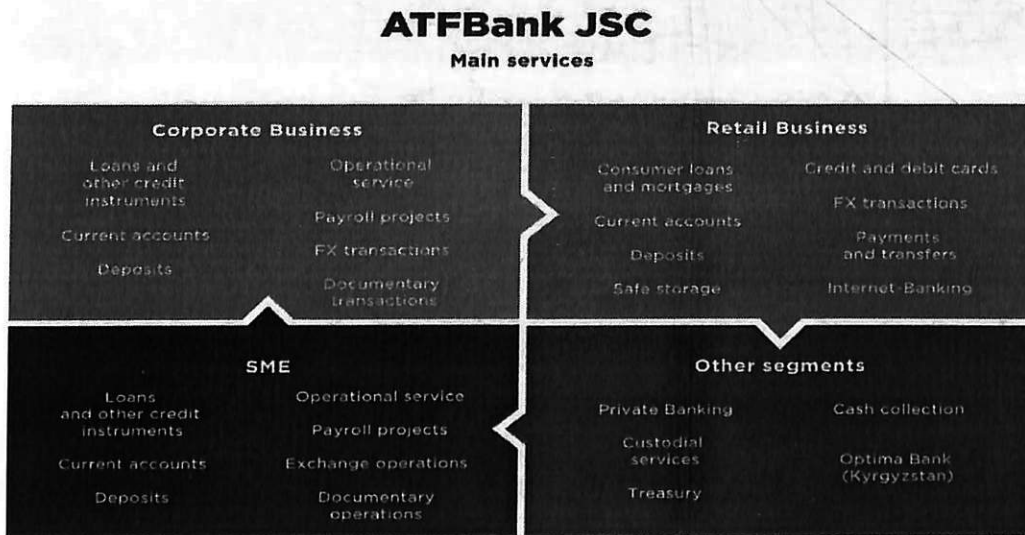 ATFBank JSC
Main services
Corporate Business
Loans and
other credit
instruments
Current accounts
Deposits
Operational
service
Payroll projects
FX transactions
Documentary
transactions
Retail Business
Consumer loans
and mortgages
Current accounts
Deposits
Safe storage
Credit and debit cards
FX transactions
Payments
and transfers
Internet-Banking
SME
Loans
and other credit
instruments
Current accounts
Deposits
Operational service
Payroll projects
Exchange operations
Documentary
operations
Other segments
Private Banking
Custodial
services
Treasury
Cash collection
Optima Bank
(Kyrgyzstan)